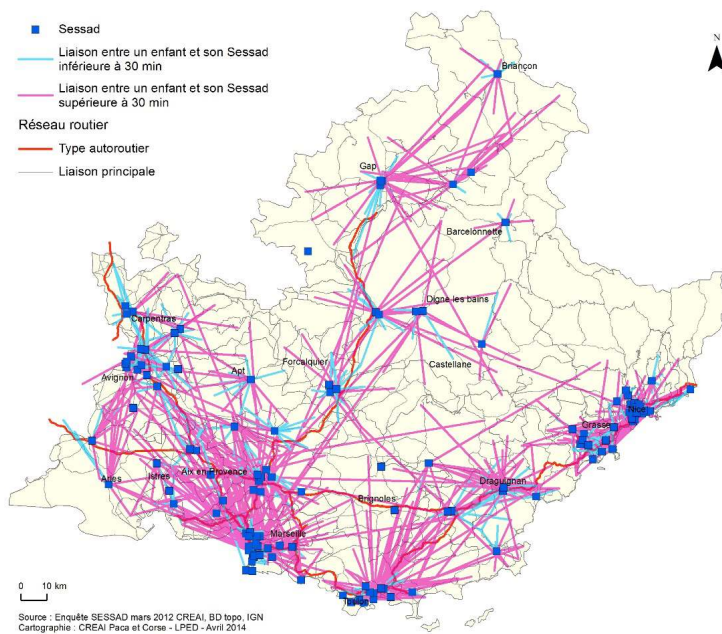 Sessad
Liaison entre un enfant et son Sessad
inférieure à 30 min
Liaison entre un enfant et son Sessad
supérieure à 30 min
Réseau routier
Type autoroutier
Liaison principale
N
Briançon
Gap
Barcelonnette
Digne les bains
Carpentras
Forcalquier
Castellane
Apt
Avignon
Nice
Grasse
Aix en Provence
Istres
Arles
Draguignan
Brignoles
Marseille
0 10 km
Source : Enquête SESSAD mars 2012 CREAI, BD topo, IGN
Cartographie : CREAI Paca et Corse - LPED - Avril 2014